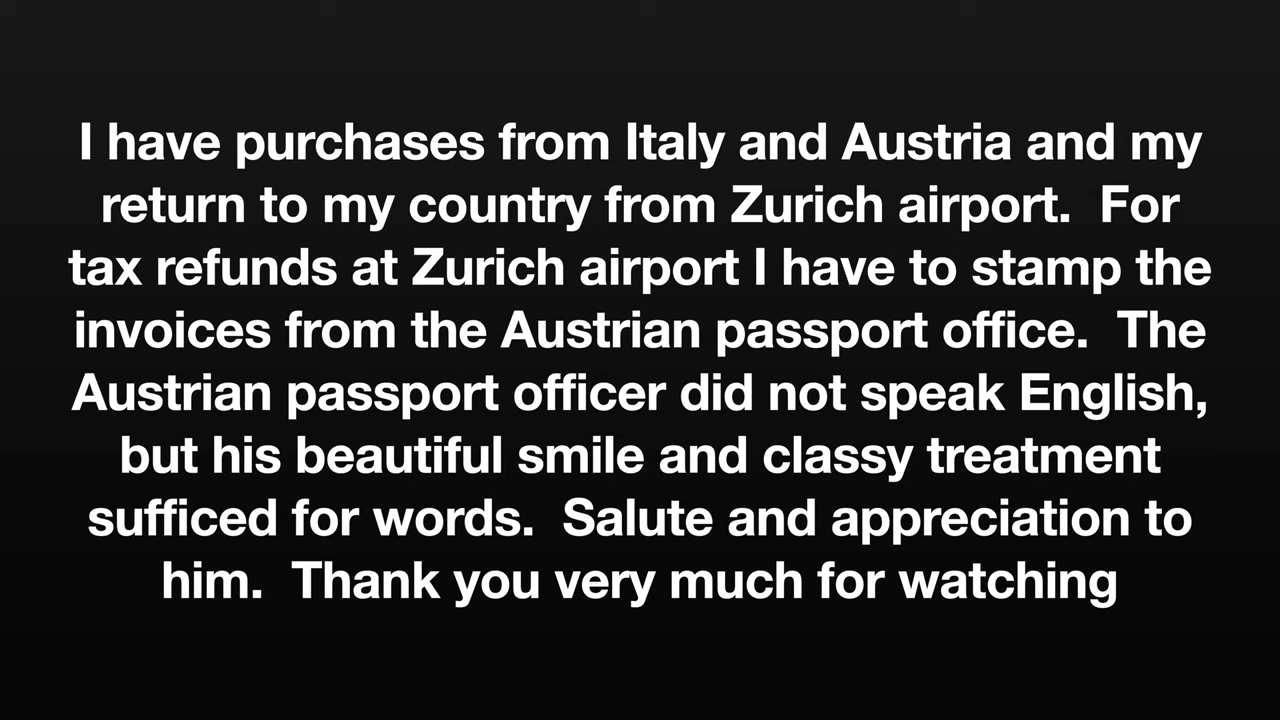 I have purchases from Italy and Austria and my
return to my country from Zurich airport.  For
tax refunds at Zurich airport I have to stamp the
invoices from the Austrian passport office.  The
Austrian passport officer did not speak English,
but his beautiful smile and classy treatment
sufficed for words.  Salute and appreciation to
him.  Thank you very much for watching